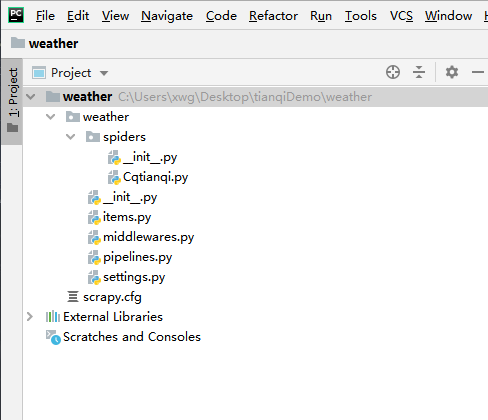 PC File Edit View Navigate Code Refactor Run Tools VCS Window
weather
1: Project
Project
weather C:\Users\xwg\Desktop\tianqiDemo\weather
weather
spiders
__init__.py
Cqtianqi.py
__init__.py
items.py
middlewares.py
pipelines.py
settings.py
scrapy.cfg
External Libraries
Scratches and Consoles